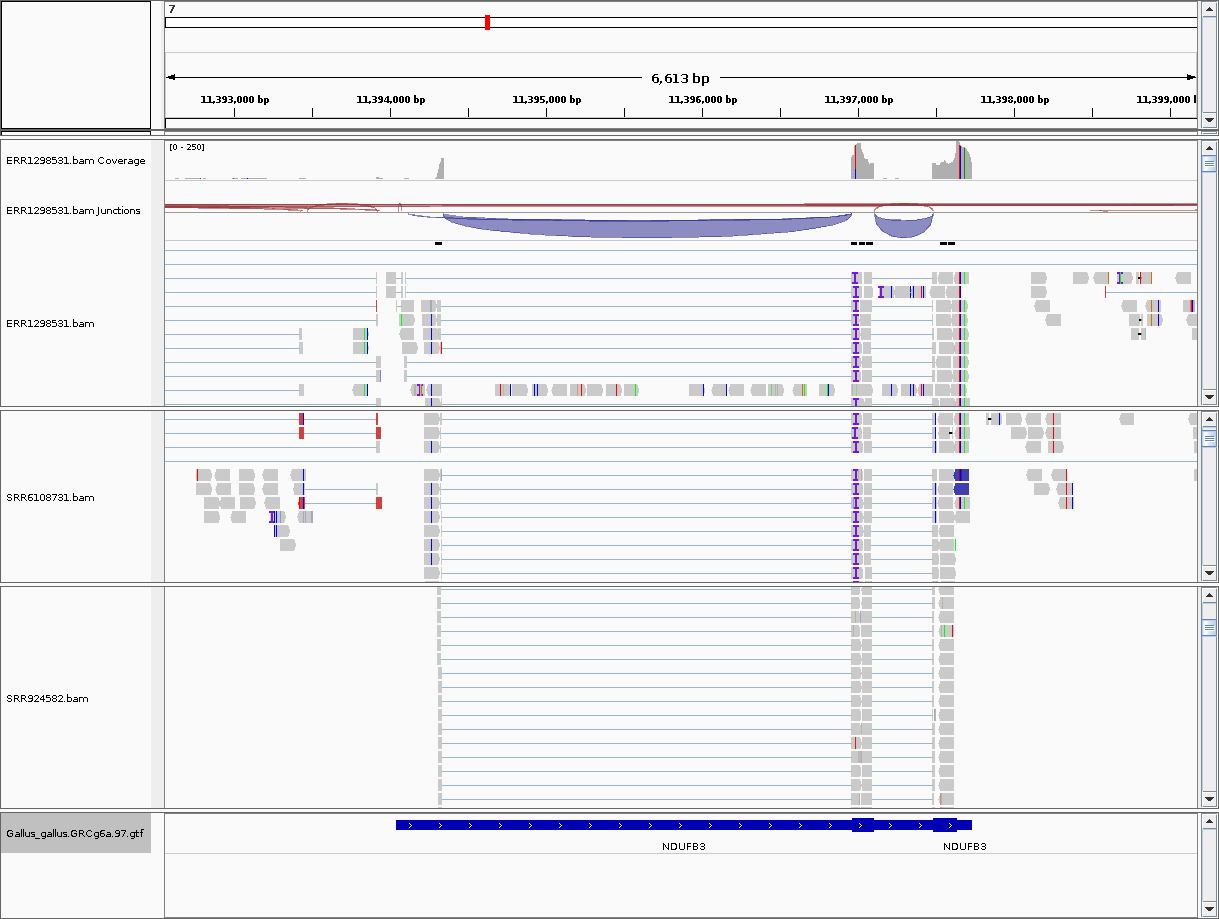 7
6,613 bp
11,393,000 bp 11,394,000 bp 11,395,000 bp 11,396,000 bp 11,397,000 bp 11,398,000 bp 11,399,000 l
[0 - 250]
ERR1298531.bam Coverage
ERR1298531.bam Junctions
ERR1298531.bam
SRR6108731.bam
SRR924582.bam
Gallus_gallus.GRCg6a.97.gtf
NDUFB3 NDUFB3